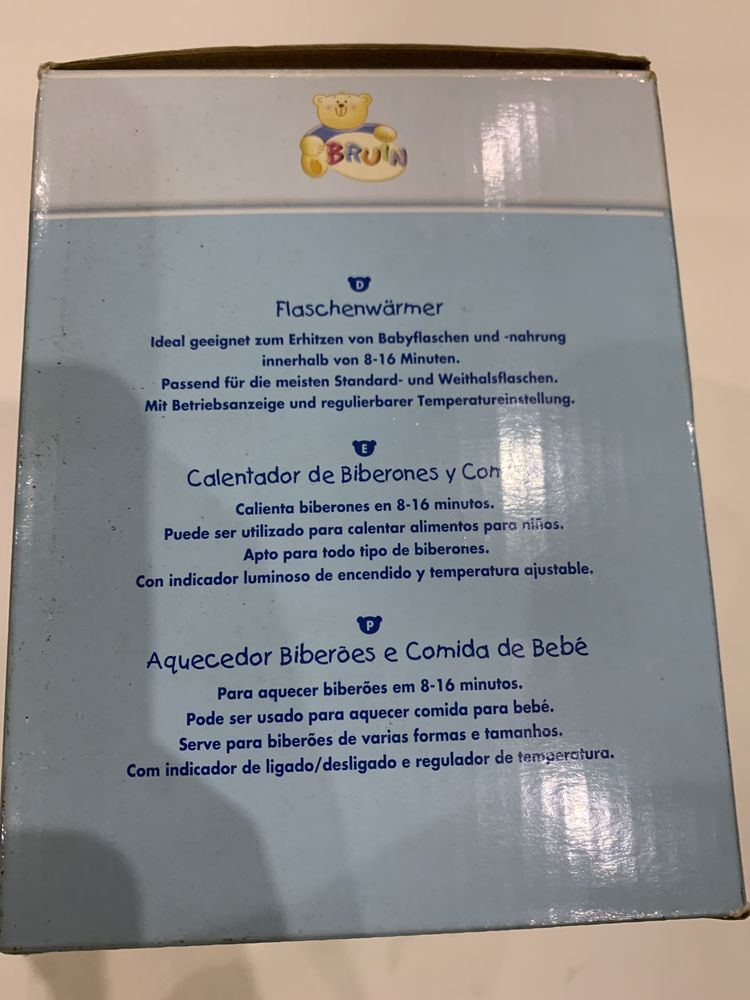 BRUIN
D
Flaschenwärmer
Ideal geeignet zum Erhitzen von Babyflaschen und -nahrung
innerhalb von 8-16 Minuten.
Passend für die meisten Standard- und Weithalsflaschen.
Mit Betriebsanzeige und regulierbarer Temperatureinstellung.
E
Calentador de Biberones y
Calienta biberones en 8-16 minutos.
Puede ser utilizado para calentar alimentos para niños.
Apto para todo tipo de biberones.
Con indicador luminoso de encendido y temperatura ajustable.
P
Aquecedor Biberões e Comida de Bebé
Para aquecer biberões em 8-16 minutos.
Pode ser usado para aquecer comida para bebé.
Serve para biberões de varias formas e tamanhos.
Com indicador de ligado/desligado e regulador de temperatura.